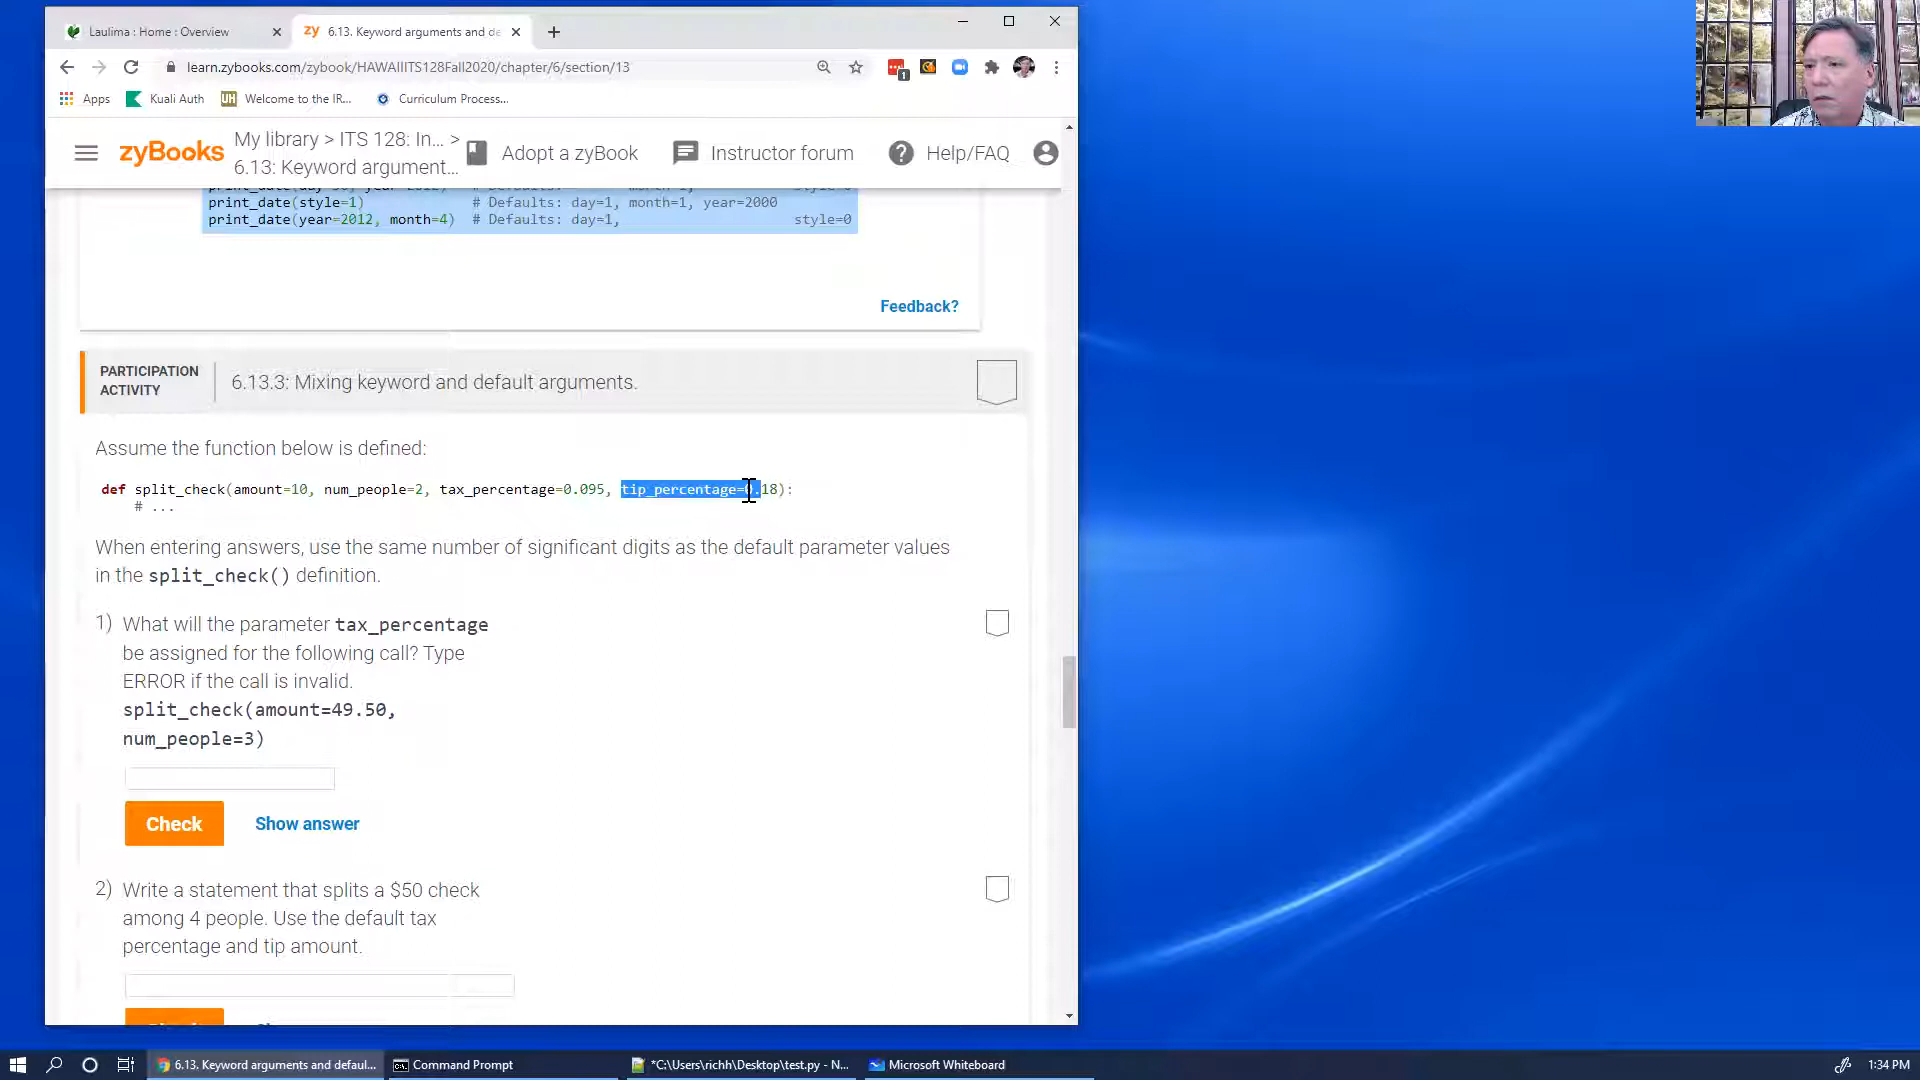 Laulima : Home : Overview
zy 6.13. Keyword arguments and de
learn.zybooks.com/zybook/HAWAIIITS128Fall2020/chapter/6/section/13
1
Apps
Kuali Auth
Welcome to the IR...
Curriculum Process...
zyBooks
My library > ITS 128: In... >
6.13: Keyword argument...
Adopt a zyBook
Instructor forum
Help/FAQ
print_date(style=1) # Defaults: day=1, month=1, year=2000
print_date(year=2012, month=4) # Defaults: day=1, style=0
Feedback?
PARTICIPATION
ACTIVITY
6.13.3: Mixing keyword and default arguments.
Assume the function below is defined:
def split_check(amount=10, num_people=2, tax_percentage=0.095, tip_percentage=0.18):
# ...
When entering answers, use the same number of significant digits as the default parameter values
in the split_check() definition.
1) What will the parameter tax_percentage
be assigned for the following call? Type
ERROR if the call is invalid.
split_check(amount=49.50,
num_people=3)
Check
Show answer
2) Write a statement that splits a $50 check
among 4 people. Use the default tax
percentage and tip amount.
6.13. Keyword arguments and defaul...
Command Prompt
*C:\Users\richh\Desktop\test.py - N...
Microsoft Whiteboard
1:34 PM